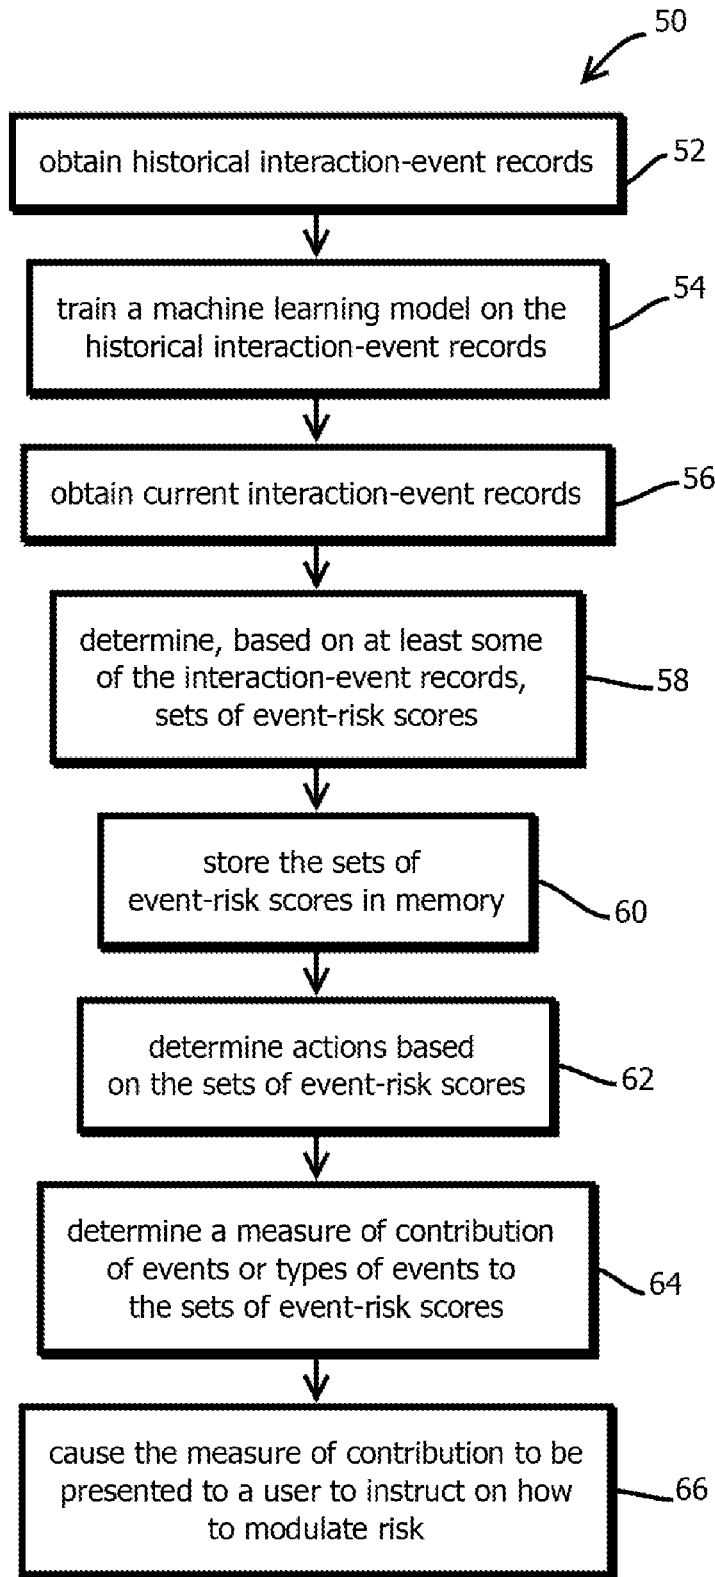 50
obtain historical interaction-event records
52
train a machine learning model on the
historical interaction-event records
54
obtain current interaction-event records
56
determine, based on at least some
of the interaction-event records,
sets of event-risk scores
58
store the sets of
event-risk scores in memory
60
determine actions based
on the sets of event-risk scores
62
determine a measure of contribution
of events or types of events to
the sets of event-risk scores
64
cause the measure of contribution to be
presented to a user to instruct on how
to modulate risk
66